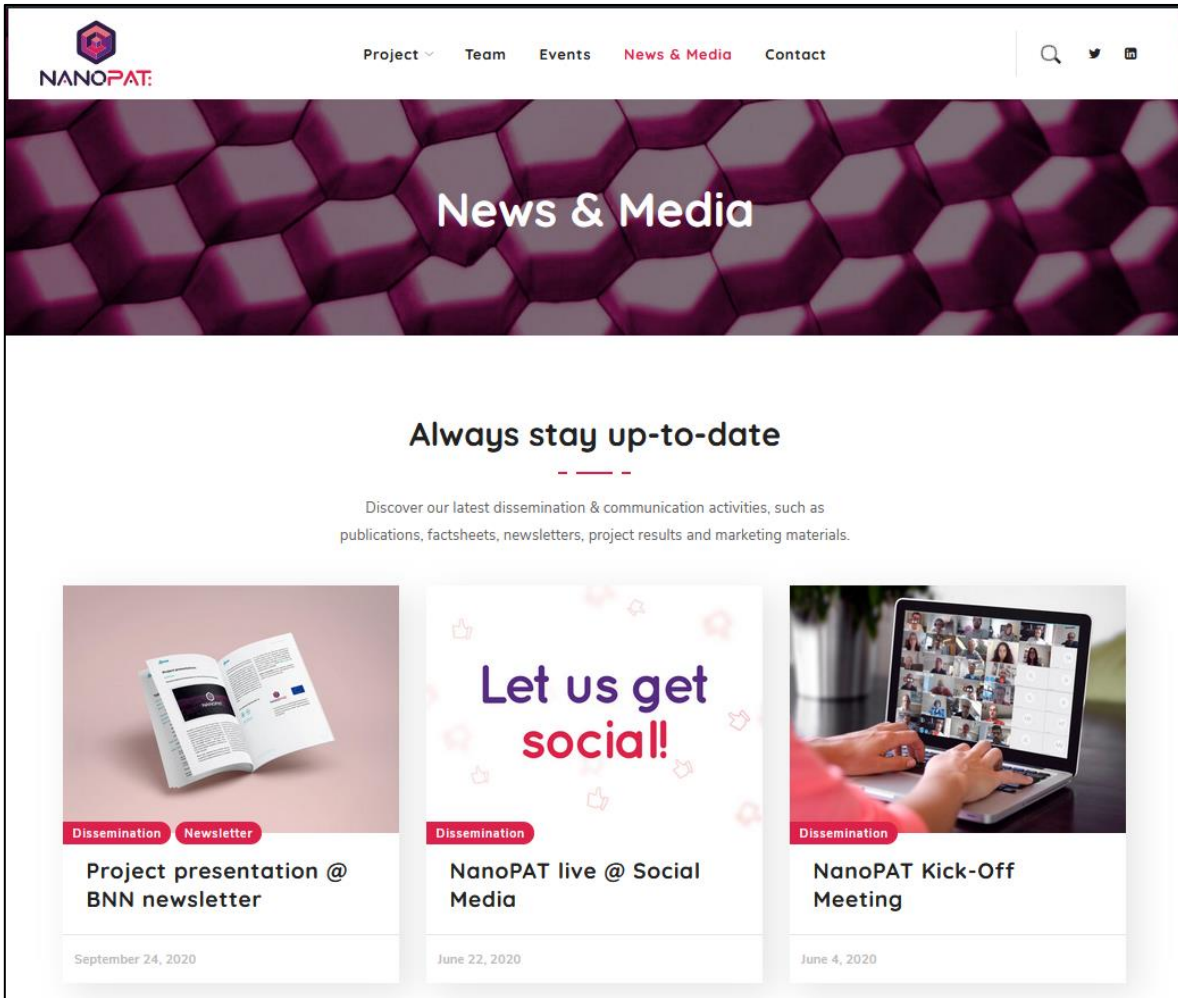 NANOPAT:
Project Team Events News & Media Contact
News & Media
Always stay up-to-date
Discover our latest dissemination & communication activities, such as
publications, factsheets, newsletters, project results and marketing materials.
Let us get
social!
Dissemination Newsletter
Project presentation @
BNN newsletter
September 24, 2020
Dissemination
NanoPAT live @ Social
Media
June 22, 2020
Dissemination
NanoPAT Kick-Off
Meeting
June 4, 2020